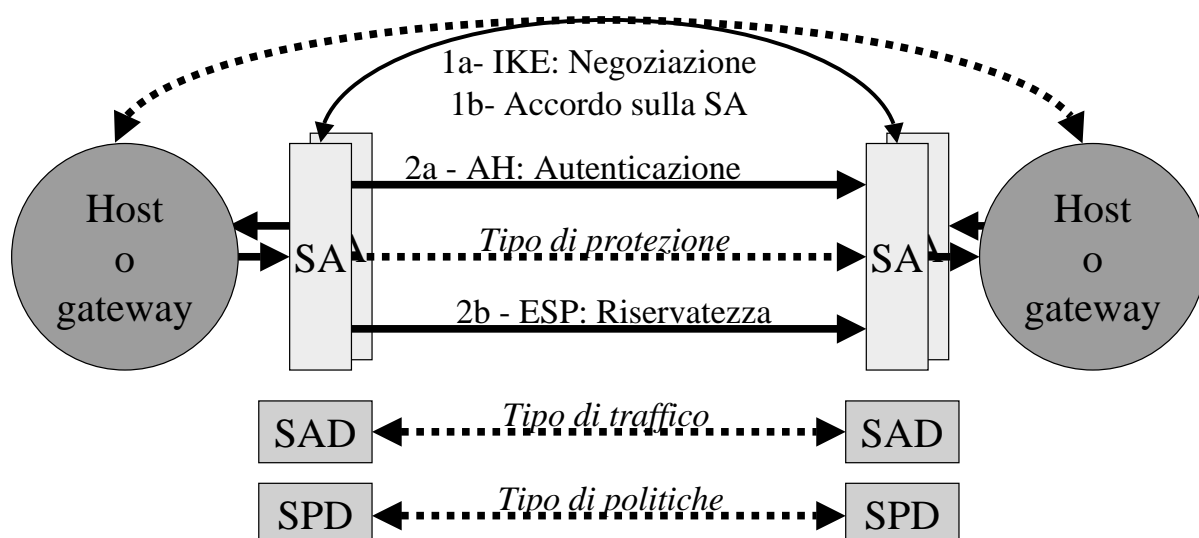 1a- IKE: Negoziazione
1b- Accordo sulla SA
2a - AH: Autenticazione
Host
o
gateway
SA
Tipo di protezione
SA
Host
o
gateway
2b - ESP: Riservatezza
SAD
Tipo di traffico
SAD
SPD
Tipo di politiche
SPD